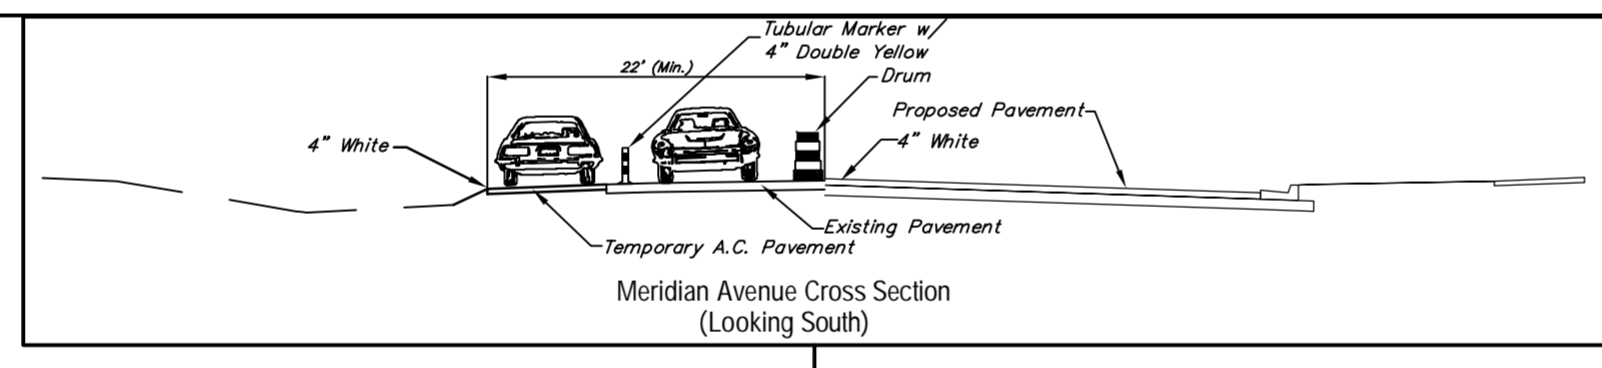 Tubular Marker w/
4" Double Yellow
22' (Min.)
Drum
Proposed Pavement
4" White
4" White
Existing Pavement
Temporary A.C. Pavement
Meridian Avenue Cross Section
(Looking South)